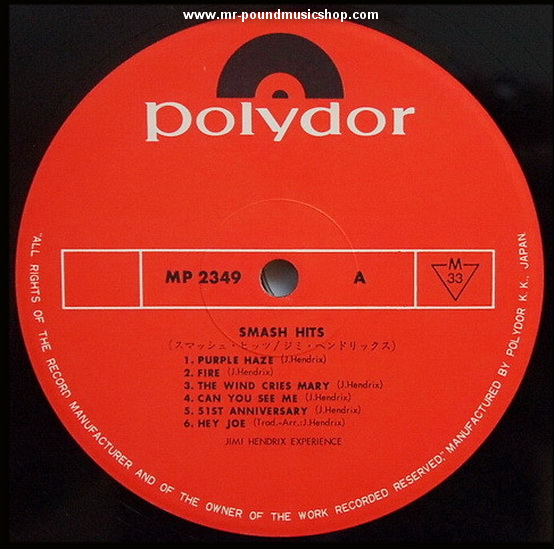 www.mr-poundmusicshop.com
polydor
MP 2349 A M 33
SMASH HITS
(スマッシュ・ヒッツ/ジミ・ヘンドリックス)
1. PURPLE HAZE (J.Hendrix)
2. FIRE (J.Hendrix)
3. THE WIND CRIES MARY (J.Hendrix)
4. CAN YOU SEE ME (J.Hendrix)
5. 51ST ANNIVERSARY (J.Hendrix)
6. HEY JOE (Trad.-Arr.:J.Hendrix)
JIMI HENDRIX EXPERIENCE
"ALL RIGHTS OF THE RECORD MANUFACTURER AND OF THE OWNER OF THE WORK RECORDED RESERVED," MANUFACTURED BY POLYDOR K.K., JAPAN